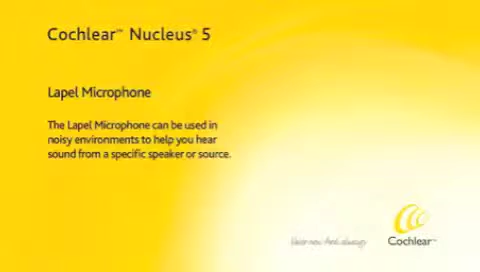 Cochlear™ Nucleus® 5
Lapel Microphone
The Lapel Microphone can be used in
noisy environments to help you hear
sound from a specific speaker or source.
Hear now. And always
Cochlear™